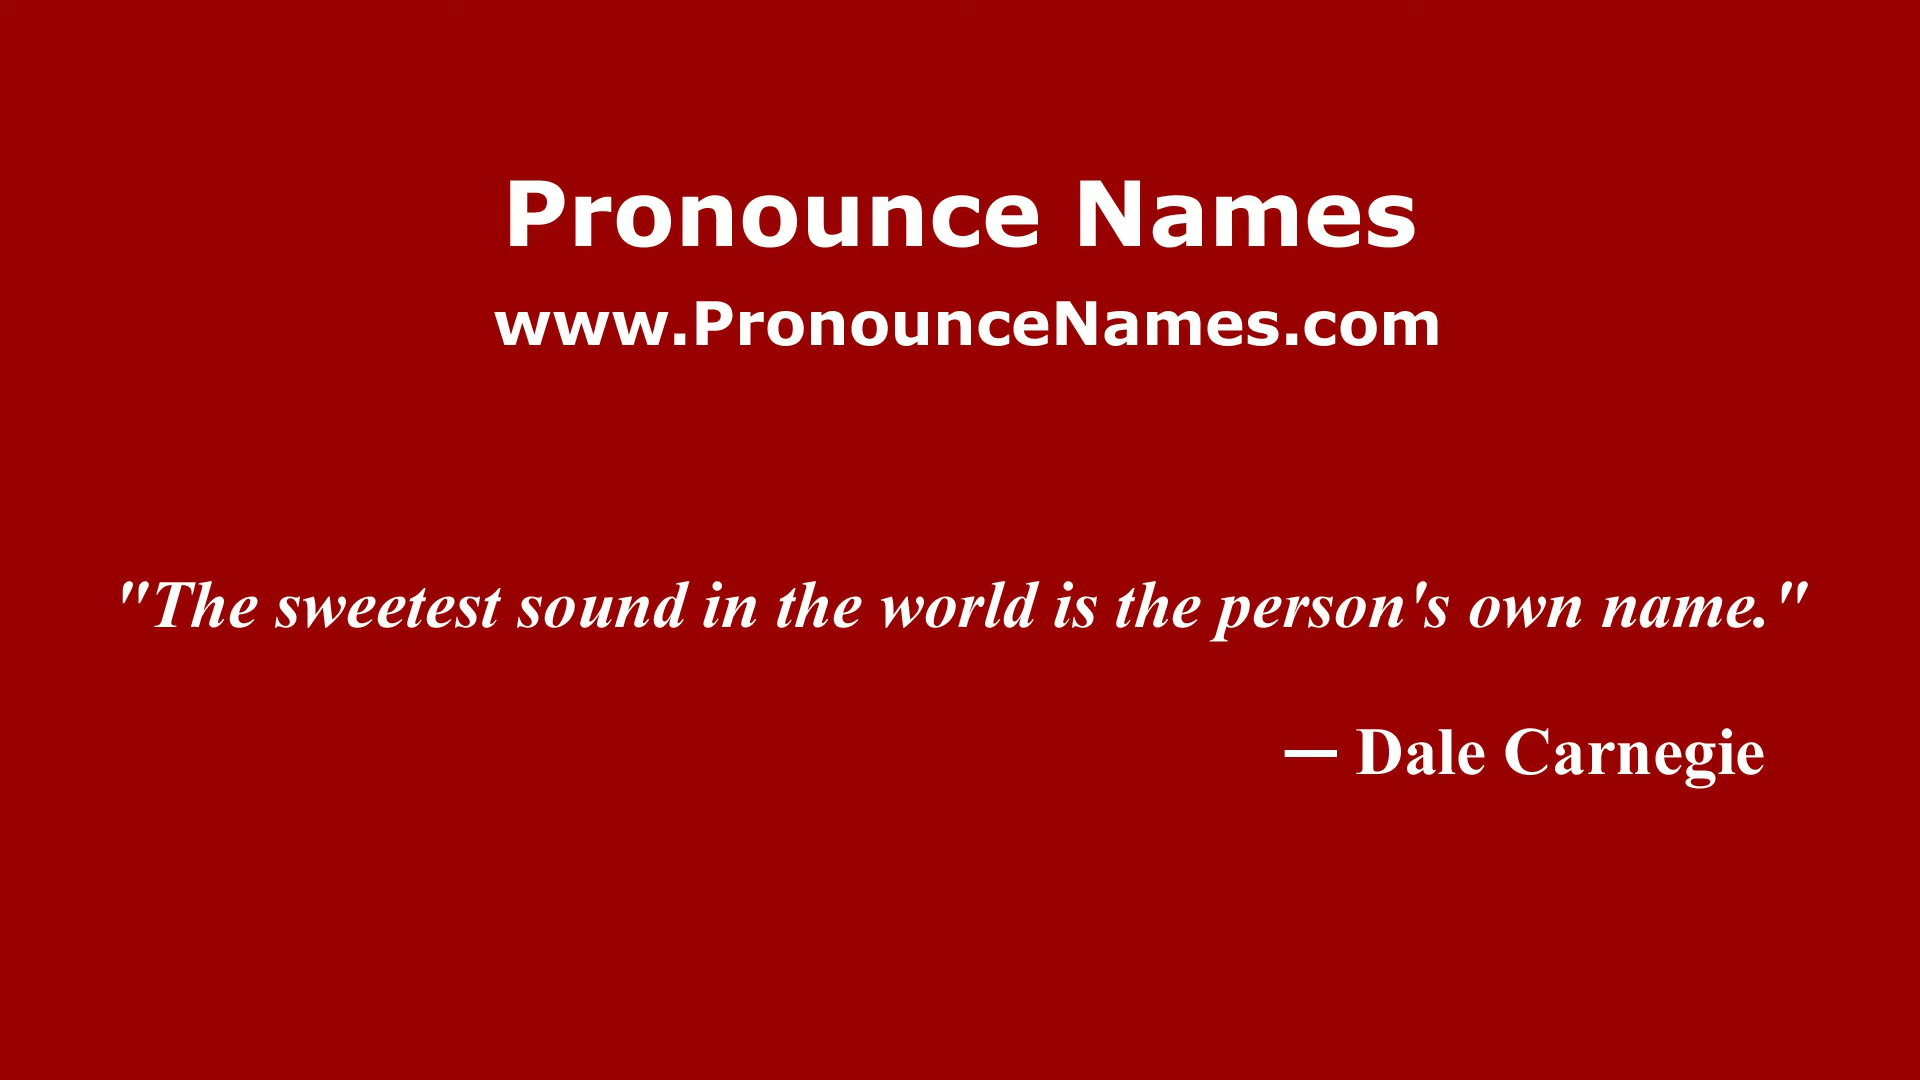 Pronounce Names
www.PronounceNames.com
"The sweetest sound in the world is the person's own name."
— Dale Carnegie